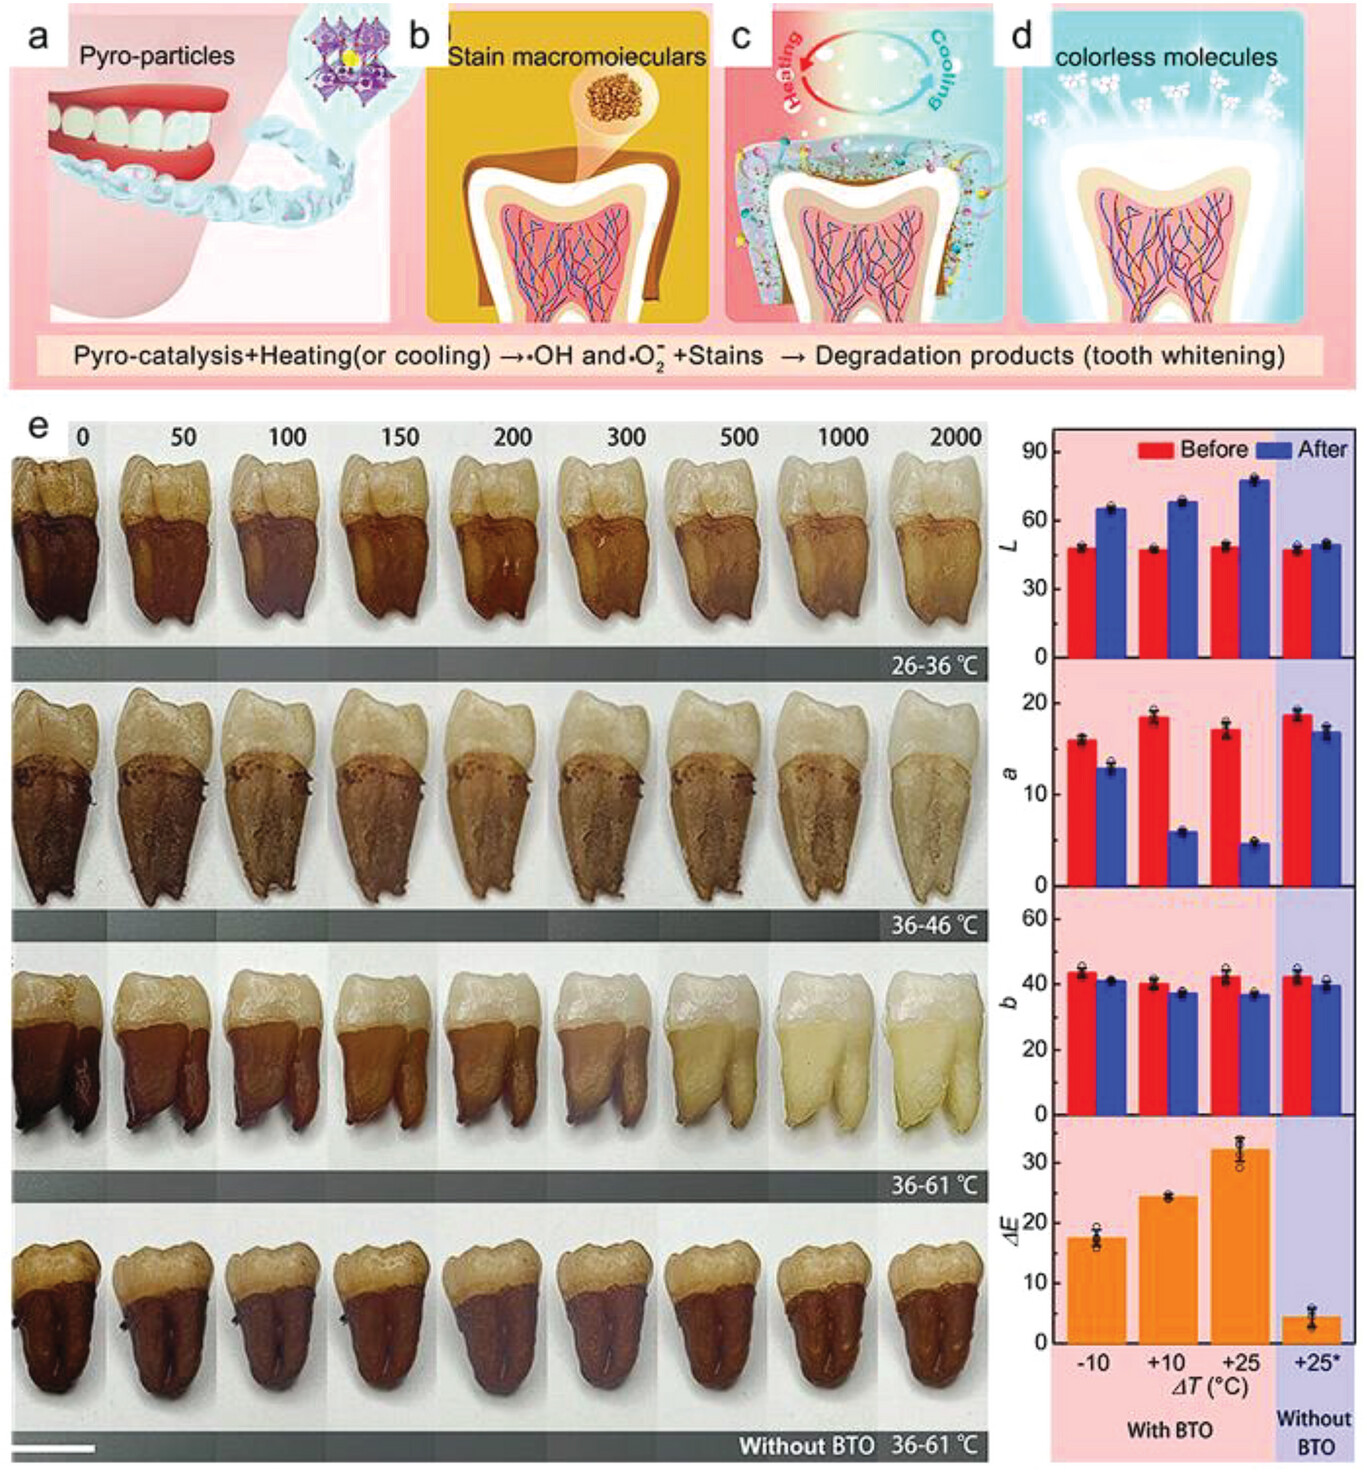 a
Pyro-particles
b
Stain macromoieculars
c
Heating
Cooling
d
colorless molecules
Pyro-catalysis+Heating(or cooling) →·OH and·O₂⁻ +Stains → Degradation products (tooth whitening)
e
0 50 100 150 200 300 500 1000 2000
26-36 ℃
36-46 ℃
36-61 ℃
Without BTO 36-61 ℃
Before After
90
60
30
0
L
20
10
0
a
60
40
20
0
b
30
20
10
0
ΔE
-10 +10 +25 +25*
ΔT (°C)
With BTO
Without
BTO